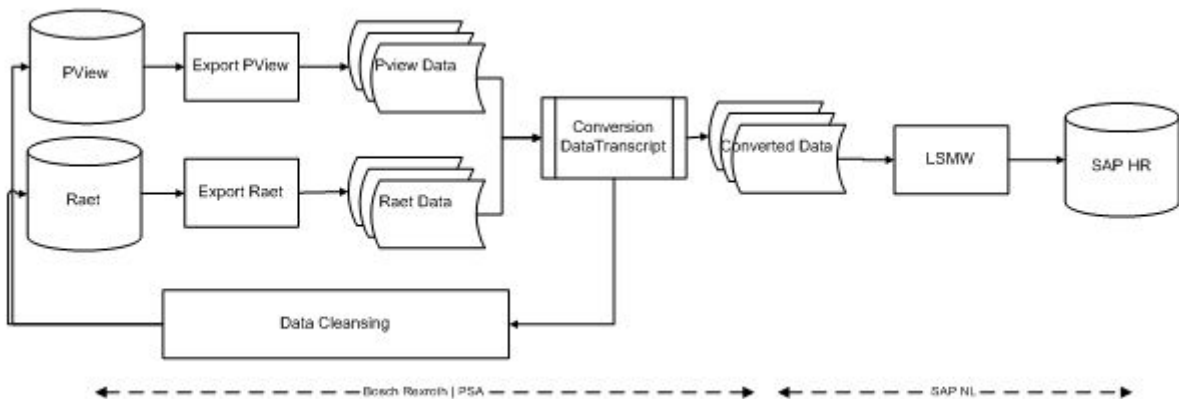 PView
Export PView
Pview Data
Conversion
DataTranscript
Converted Data
LSMW
SAP HR
Raet
Export Raet
Raet Data
Data Cleansing
Bosch Rexroth | PSA
SAP NL